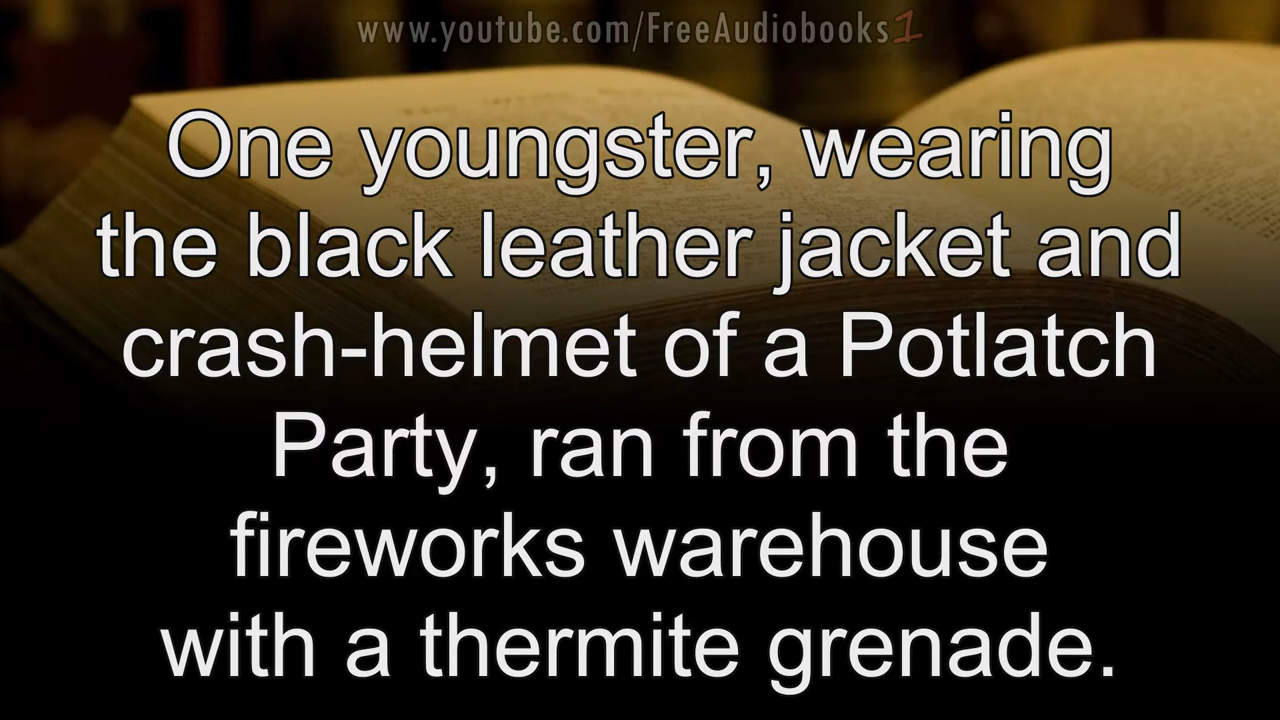 www.youtube.com/FreeAudiobooks1
One youngster, wearing
the black leather jacket and
crash-helmet of a Potlatch
Party, ran from the
fireworks warehouse
with a thermite grenade.